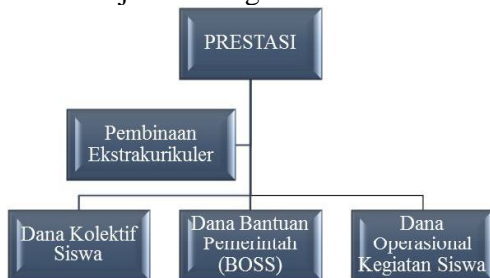 PRESTASI
Pembinaan
Ekstrakurikuler
Dana Kolektif
Siswa
Dana Bantuan
Pemerintah
(BOSS)
Dana
Operasional
Kegiatan Siswa